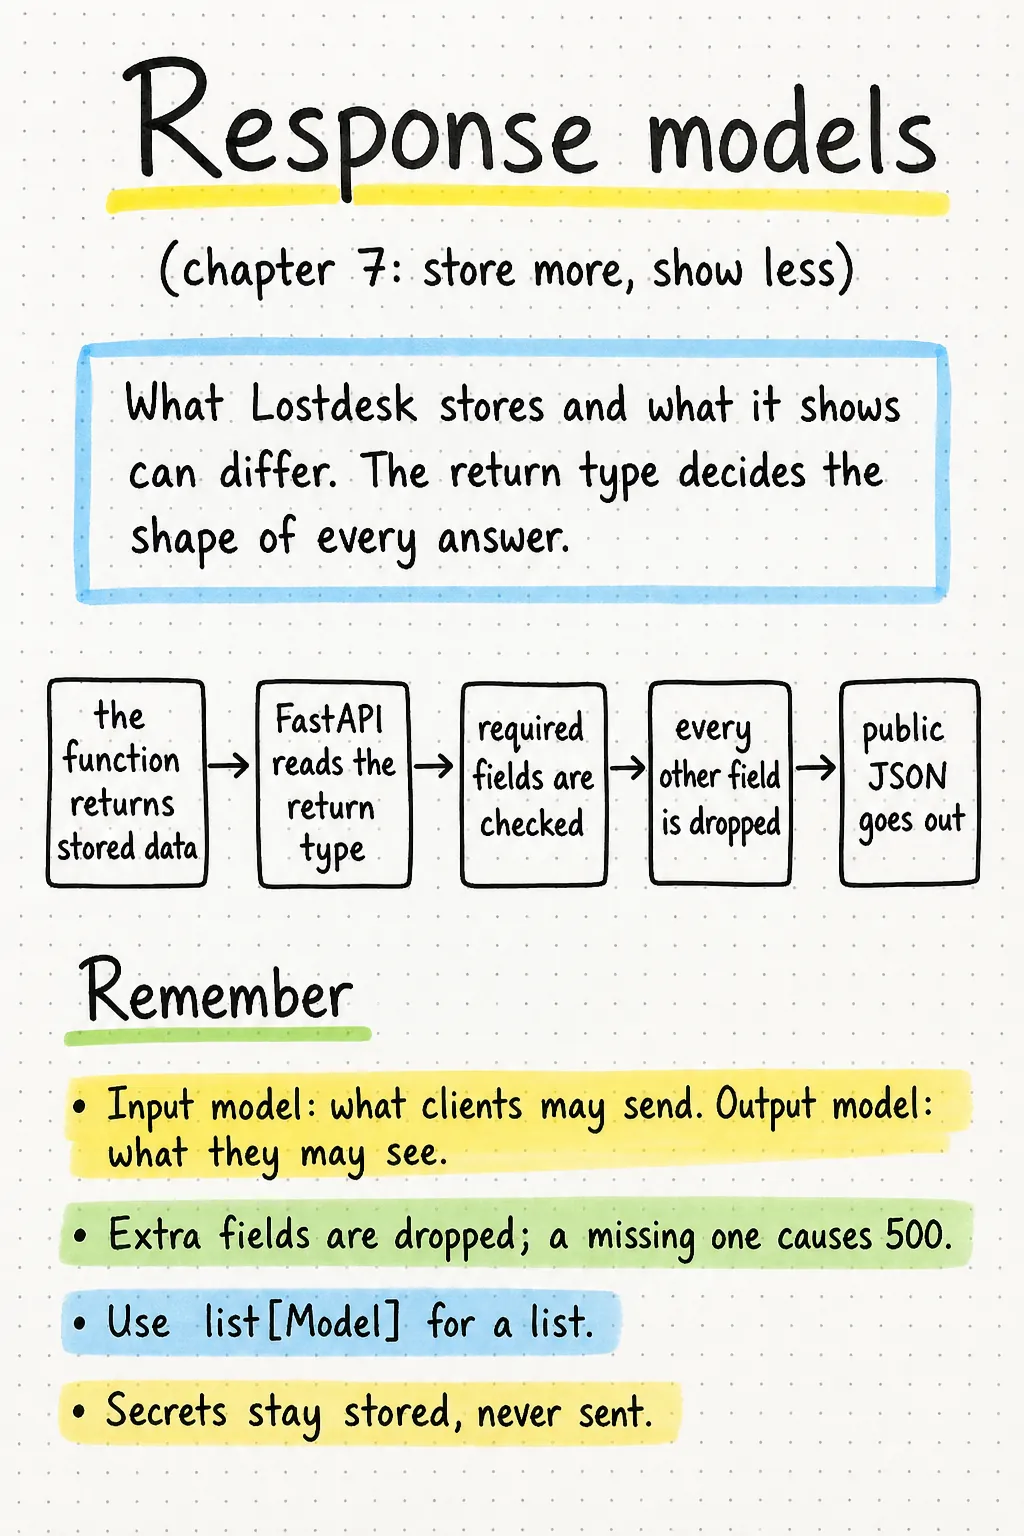 Response models
(chapter 7: store more, show less)
What Lostdesk stores and what it shows
can differ. The return type decides the
shape of every answer.
the
function
returns
stored data
FastAPI
reads the
return
type
required
fields are
checked
every
other field
is dropped
public
JSON
goes out
Remember
• Input model: what clients may send. Output model:
what they may see.
• Extra fields are dropped; a missing one causes 500.
• Use list[Model] for a list.
• Secrets stay stored, never sent.